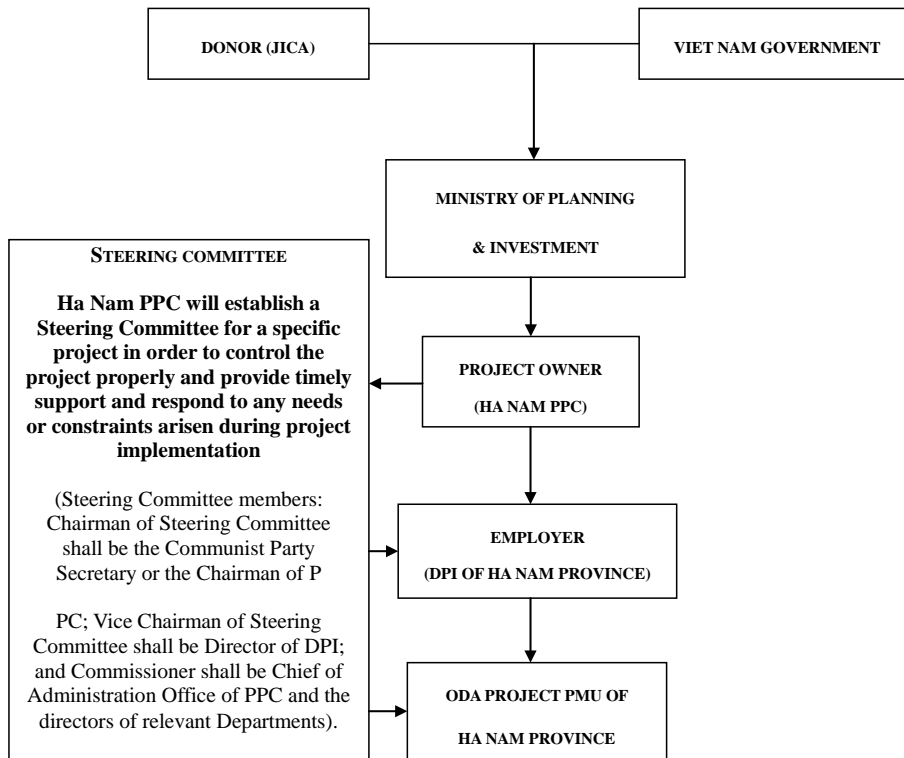 DONOR (JICA)
VIET NAM GOVERNMENT
MINISTRY OF PLANNING
& INVESTMENT
STEERING COMMITTEE
Ha Nam PPC will establish a
Steering Committee for a specific
project in order to control the
project properly and provide timely
support and respond to any needs
or constraints arisen during project
implementation
(Steering Committee members:
Chairman of Steering Committee
shall be the Communist Party
Secretary or the Chairman of P
PC; Vice Chairman of Steering
Committee shall be Director of DPI;
and Commissioner shall be Chief of
Administration Office of PPC and the
directors of relevant Departments).
PROJECT OWNER
(HA NAM PPC)
EMPLOYER
(DPI OF HA NAM PROVINCE)
ODA PROJECT PMU OF
HA NAM PROVINCE